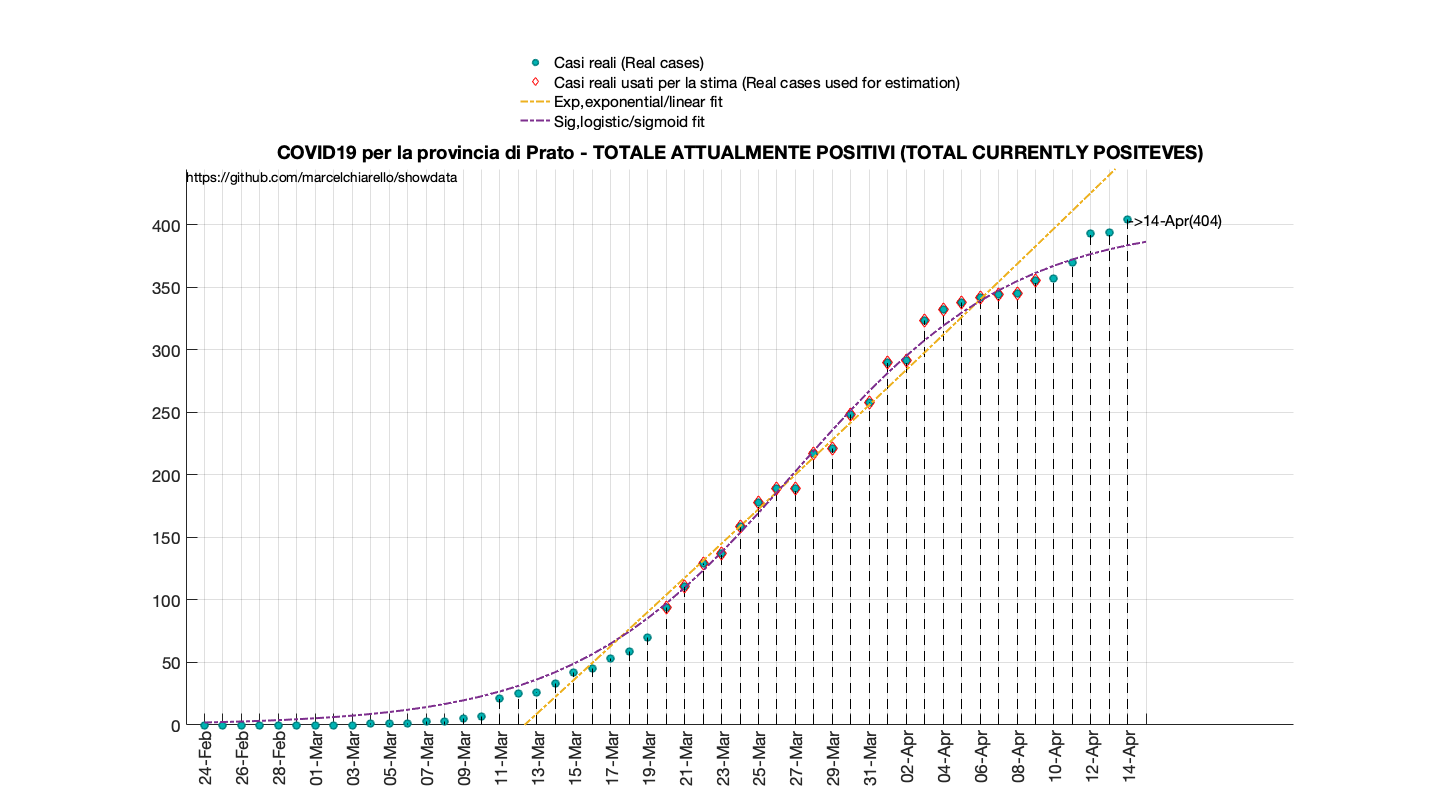 Casi reali (Real cases)
Casi reali usati per la stima (Real cases used for estimation)
Exp,exponential/linear fit
Sig,logistic/sigmoid fit
COVID19 per la provincia di Prato - TOTALE ATTUALMENTE POSITIVI (TOTAL CURRENTLY POSITEVES)
https://github.com/marcelchiarello/showdata
400
350
300
250
200
150
100
50
0
>14-Apr(404)
24-Feb
26-Feb
28-Feb
01-Mar
03-Mar
05-Mar
07-Mar
09-Mar
11-Mar
13-Mar
15-Mar
17-Mar
19-Mar
21-Mar
23-Mar
25-Mar
27-Mar
29-Mar
31-Mar
02-Apr
04-Apr
06-Apr
08-Apr
10-Apr
12-Apr
14-Apr